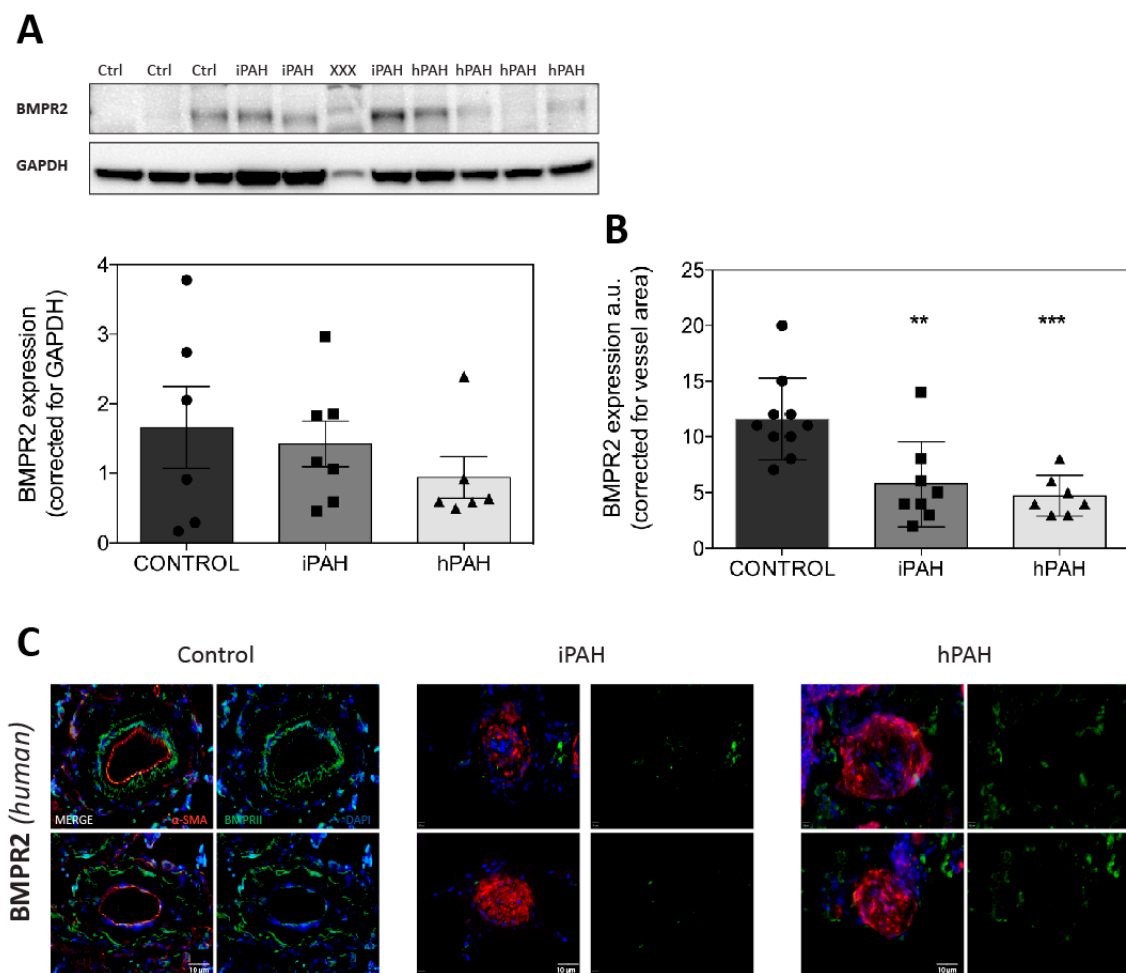 A
Ctrl Ctrl Ctrl iPAH iPAH XXX iPAH hPAH hPAH hPAH hPAH
BMPR2
GAPDH
BMPR2 expression
(corrected for GAPDH)
4
3
2
1
0
CONTROL iPAH hPAH
B
BMPR2 expression a.u.
(corrected for vessel area)
25
20
15
10
5
0
** ***
CONTROL iPAH hPAH
C
Control iPAH hPAH
BMPR2 (human)
MERGE α-SMA BMPRII DAPI
10 µm 10 µm 10 µm